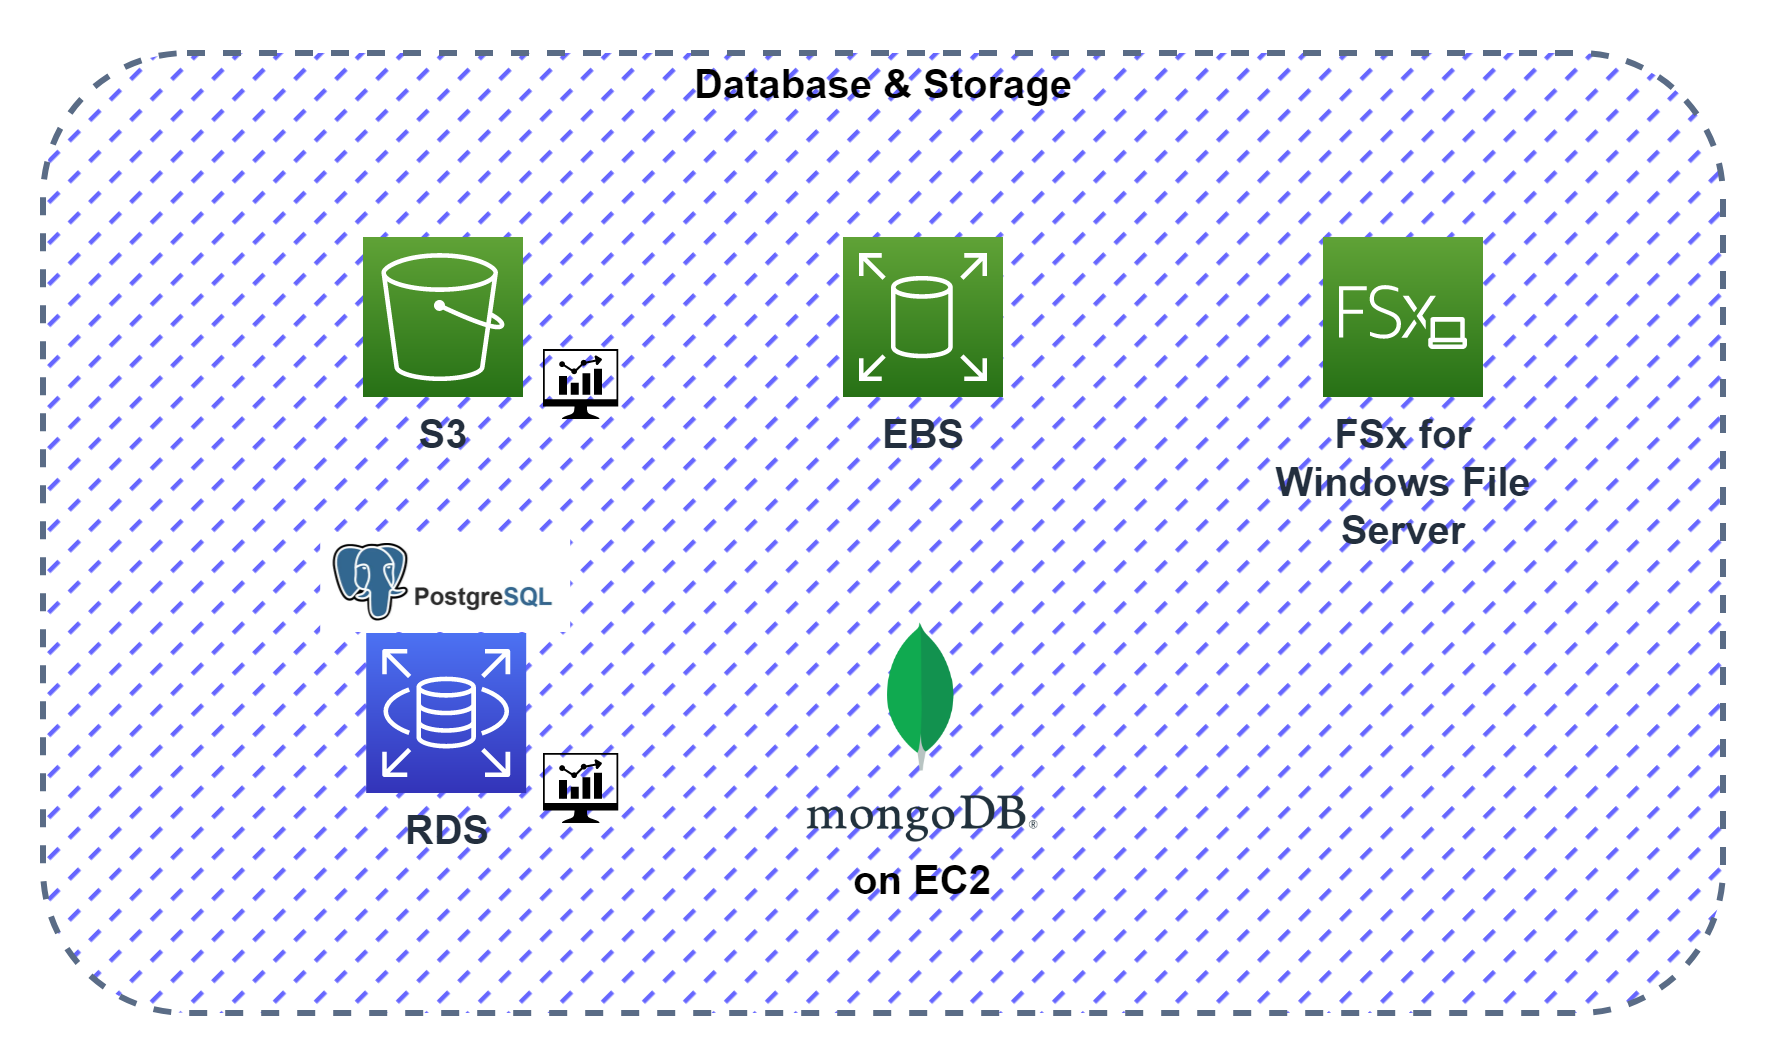 Database & Storage
FSx
S3
EBS
FSx for
Windows File
Server
PostgreSQL
RDS
mongoDB®
on EC2